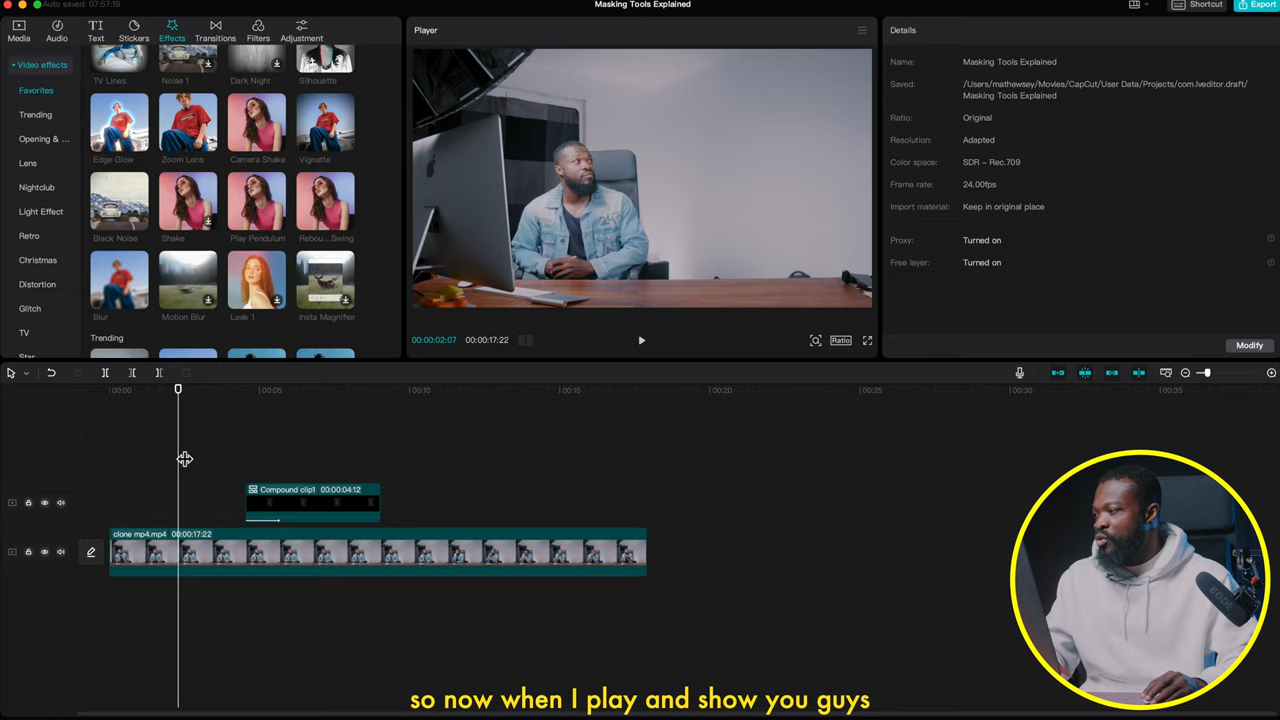 Auto saved: 07:57:19
Masking Tools Explained
Shortcut
Export
Media
Audio
Text
Stickers
Effects
Transitions
Filters
Adjustment
Player
Details
Video effects
Favorites
Trending
Opening & ...
Lens
Nightclub
Light Effect
Retro
Christmas
Distortion
Glitch
TV
Star
TV Lines
Noise 1
Dark Night
Silhouette
Edge Glow
Zoom Lens
Camera Shake
Vignette
Black Noise
Shake
Play Pendulum
Rebou...Swing
Blur
Motion Blur
Leak 1
Insta Magnifier
Trending
00:00:02:07
00:00:17:22
Ratio
Name: Masking Tools Explained
Saved: /Users/mathewsey/Movies/CapCut/User Data/Projects/com.lveditor.draft/
Masking Tools Explained
Ratio: Original
Resolution: Adapted
Color space: SDR – Rec.709
Frame rate: 24.00fps
Import material: Keep in original place
Proxy: Turned on
Free layer: Turned on
Modify
00:00
00:05
00:10
00:15
00:30
00:35
Compound clip1 00:00:04:12
clone mp4.mp4 00:00:17:22
RODE
so now when I play and show you guys